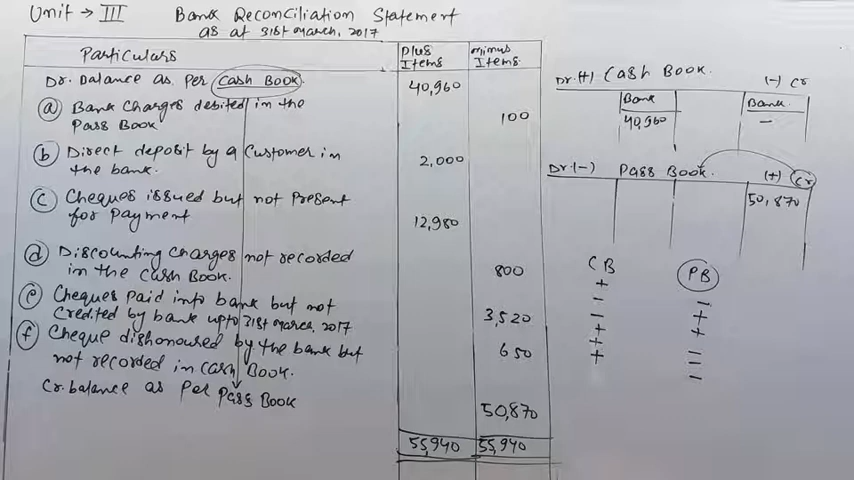 Unit → III Bank Reconciliation Statement
as at 31st march, 2017
Particulars
Plus Items
minus Items
Dr. Balance as per Cash Book. 40,960
(a) Bank Charges debited in the
Pass Book 100
(b) Direct deposit by a customer in
the bank. 2,000
(c) Cheques issued but not Present
for Payment 12,980
(d) Discounting Charges not recorded
in the Cash Book. 800
(e) Cheques paid into bank but not
credited by bank upto 31st march, 2017 3,520
(f) Cheque dishonoured by the bank but
not recorded in Cash Book. 650
Cr. balance as per Pass Book 50,870
55,940 55,940
Dr (+) Cash Book. (-) Cr
Bank Bank
40,960 -
Dr. (-) Pass Book. (+) Cr
50,870
CB PB
+ -
- +
- +
+ -
+ -
+ -